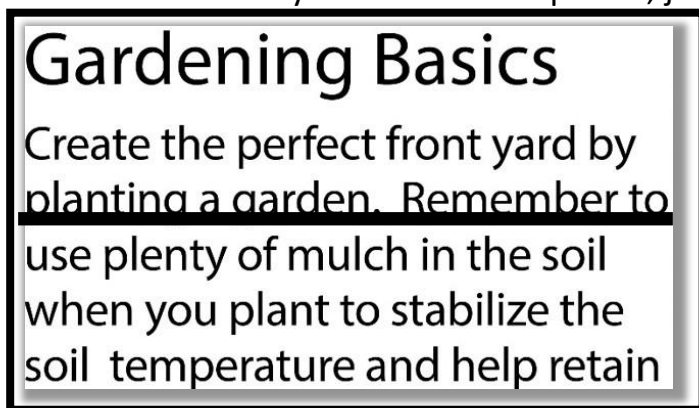 Gardening Basics
Create the perfect front yard by
planting a garden.  Remember to
use plenty of mulch in the soil
when you plant to stabilize the
soil  temperature and help retain